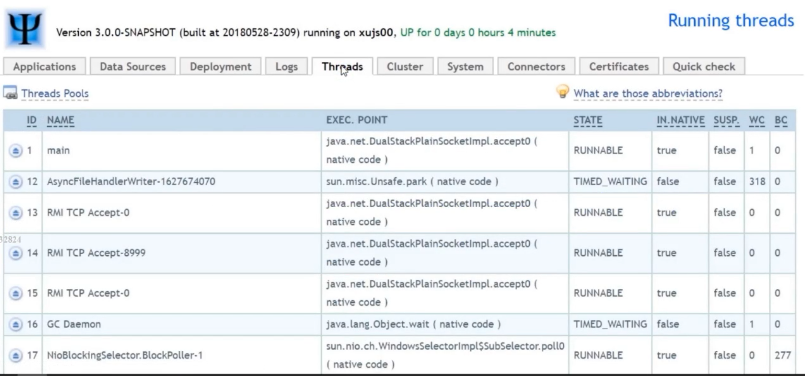 Running threads
Version 3.0.0-SNAPSHOT (built at 20180528-2309) running on xujs00, UP for 0 days 0 hours 4 minutes
Applications Data Sources Deployment Logs Threads Cluster System Connectors Certificates Quick check
Threads Pools What are those abbreviations?
ID NAME EXEC. POINT STATE IN.NATIVE SUSP. WC BC
1 main java.net.DualStackPlainSocketImpl.accept0 ( RUNNABLE true false 1 0
native code )
12 AsyncFileHandlerWriter-1627674070 sun.misc.Unsafe.park ( native code ) TIMED_WAITING false false 318 0
13 RMI TCP Accept-0 java.net.DualStackPlainSocketImpl.accept0 ( RUNNABLE true false 0 0
native code )
32824
14 RMI TCP Accept-8999 java.net.DualStackPlainSocketImpl.accept0 ( RUNNABLE true false 0 0
native code )
15 RMI TCP Accept-0 java.net.DualStackPlainSocketImpl.accept0 ( RUNNABLE true false 0 0
native code )
16 GC Daemon java.lang.Object.wait ( native code ) TIMED_WAITING false false 1 0
17 NioBlockingSelector.BlockPoller-1 sun.nio.ch.WindowsSelectorImpl$SubSelector.poll0 RUNNABLE true false 0 277
( native code )